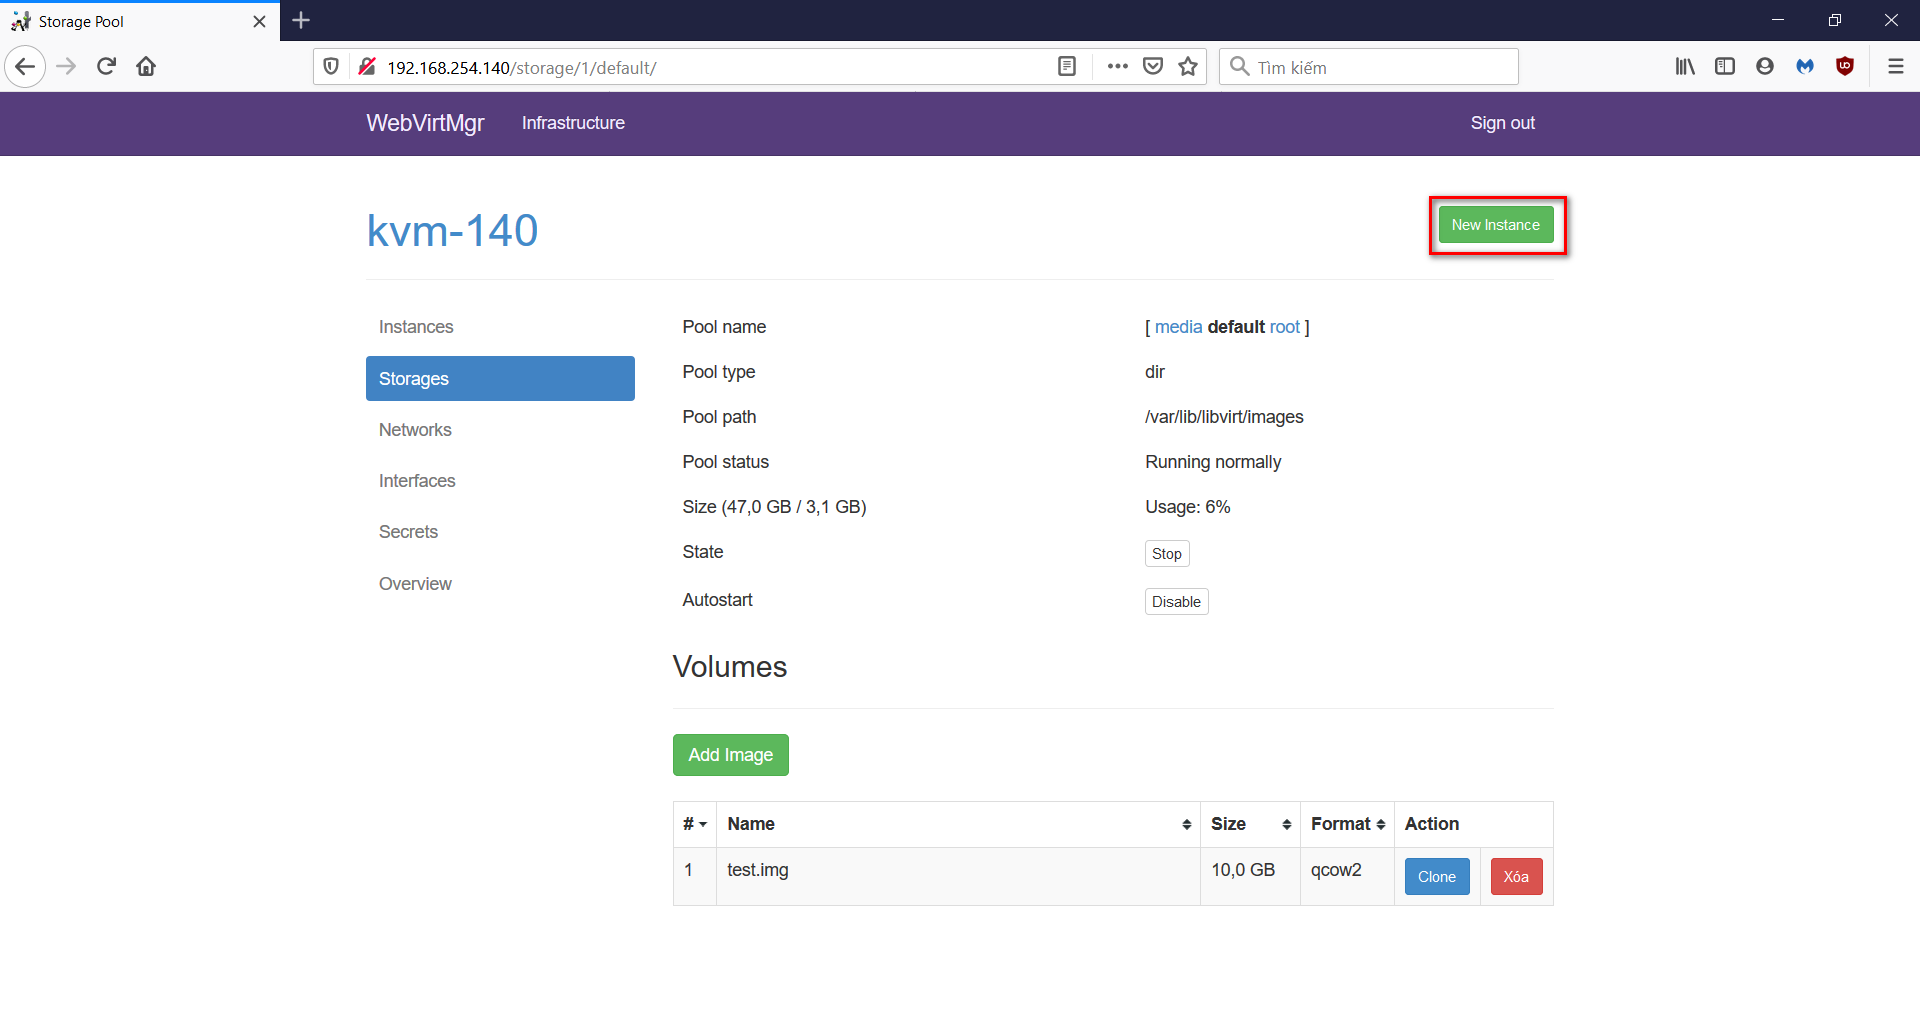 Storage Pool
192.168.254.140/storage/1/default/
Tìm kiếm
WebVirtMgr Infrastructure Sign out
kvm-140
New Instance
Instances
Storages
Networks
Interfaces
Secrets
Overview
Pool name [ media default root ]
Pool type dir
Pool path /var/lib/libvirt/images
Pool status Running normally
Size (47,0 GB / 3,1 GB) Usage: 6%
State Stop
Autostart Disable
Volumes
Add Image
# Name Size Format Action
1 test.img 10,0 GB qcow2 Clone Xóa